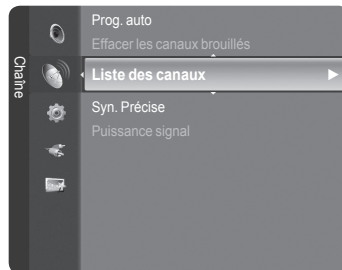 Chaîne
Prog. auto
Effacer les canaux brouillés
Liste des canaux
Syn. Précise
Puissance signal